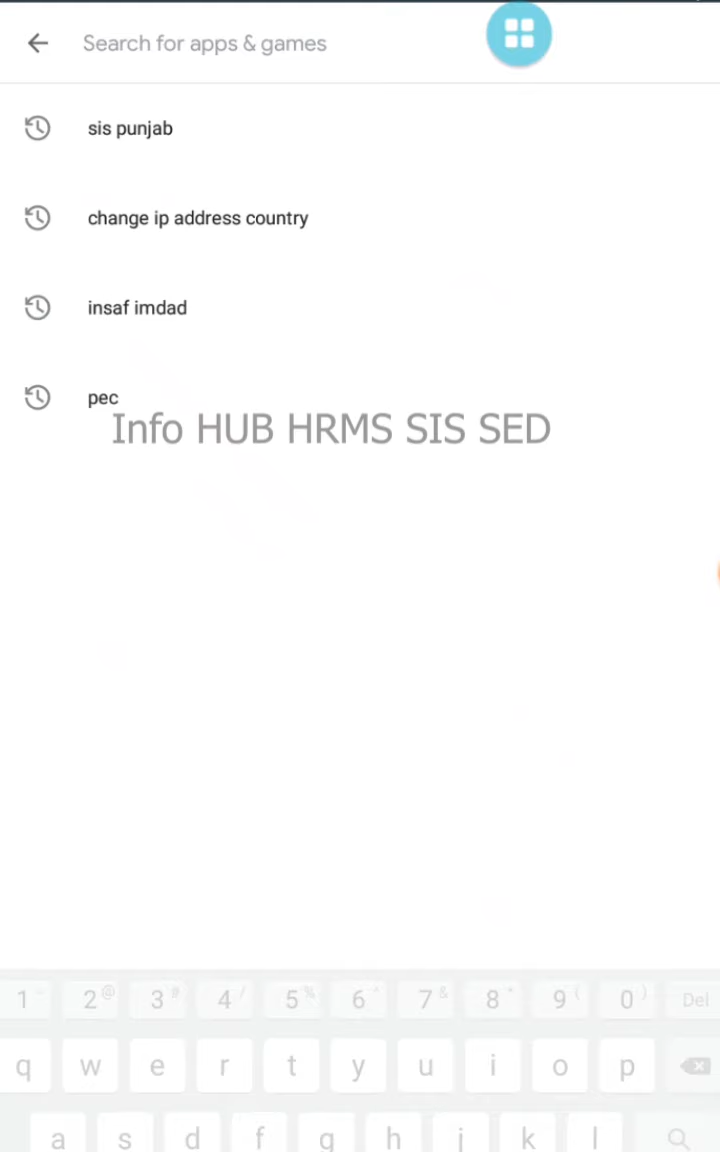 Search for apps & games
sis punjab
change ip address country
insaf imdad
pec
Info HUB HRMS SIS SED
1 2 @ 3 # 4 / 5 % 6 ^ 7 & 8 * 9 ( 0 ) Del
q w e r t y u i o p
a s d f g h j k l